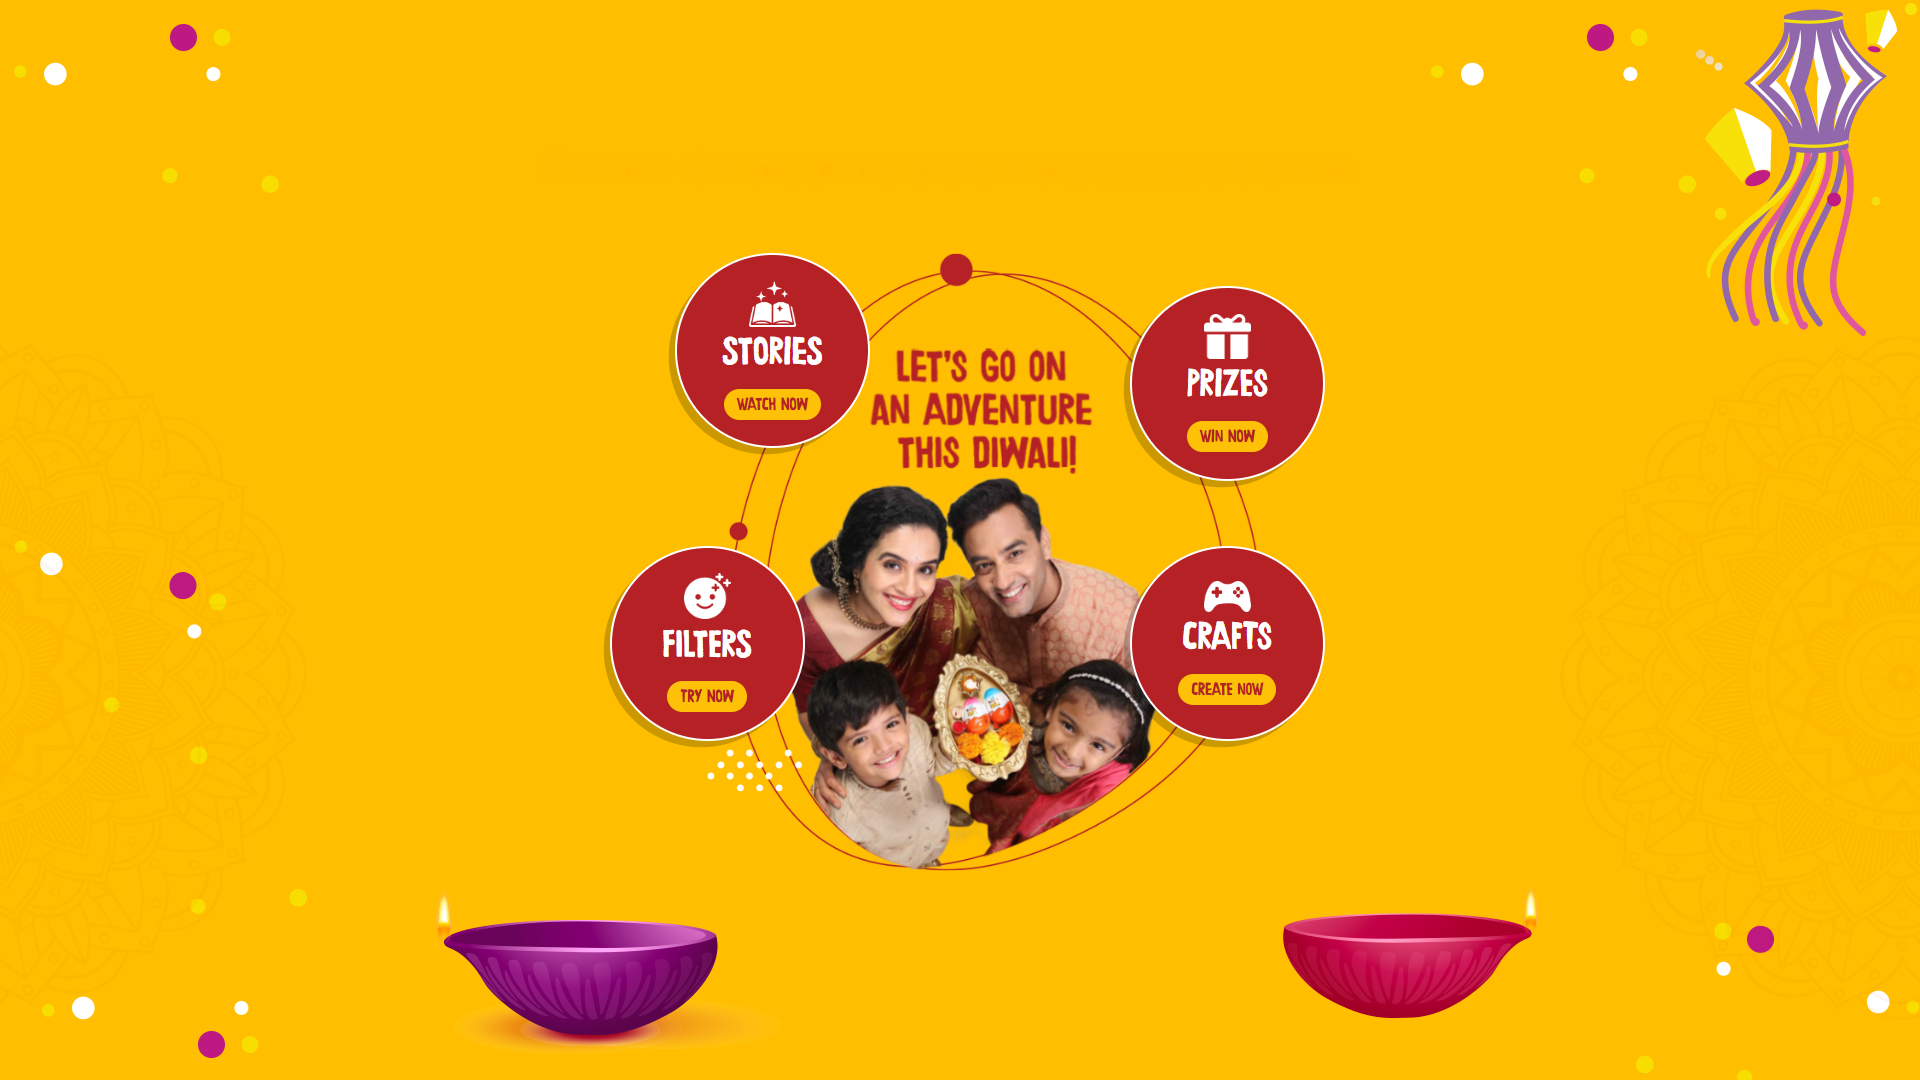 STORIES
WATCH NOW
LET'S GO ON
AN ADVENTURE
THIS DIWALI!
PRIZES
WIN NOW
FILTERS
TRY NOW
CRAFTS
CREATE NOW